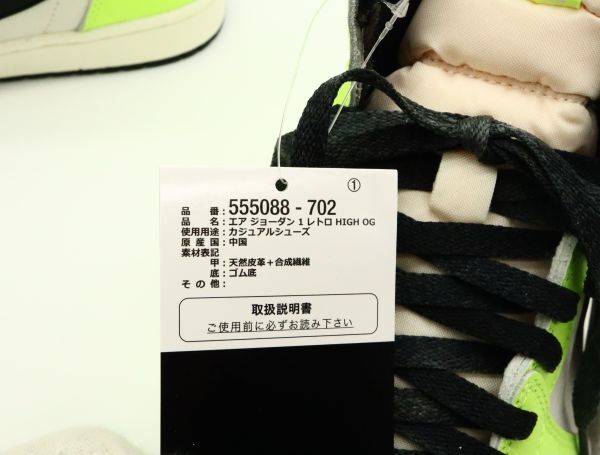 ①
品 番：555088 - 702
品 名：エア ジョーダン 1 レトロ HIGH OG
使用用途：カジュアルシューズ
原 産 国：中国
素材表記
甲：天然皮革＋合成繊維
底：ゴム底
そ の 他：
取扱説明書
ご使用前に必ずお読み下さい